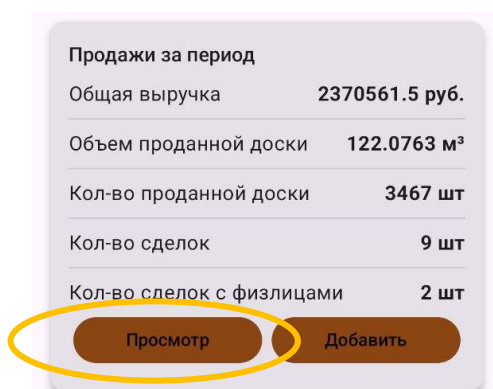 Продажи за период
Общая выручка 2370561.5 руб.
Объем проданной доски 122.0763 м³
Кол-во проданной доски 3467 шт
Кол-во сделок 9 шт
Кол-во сделок с физлицами 2 шт
Просмотр Добавить